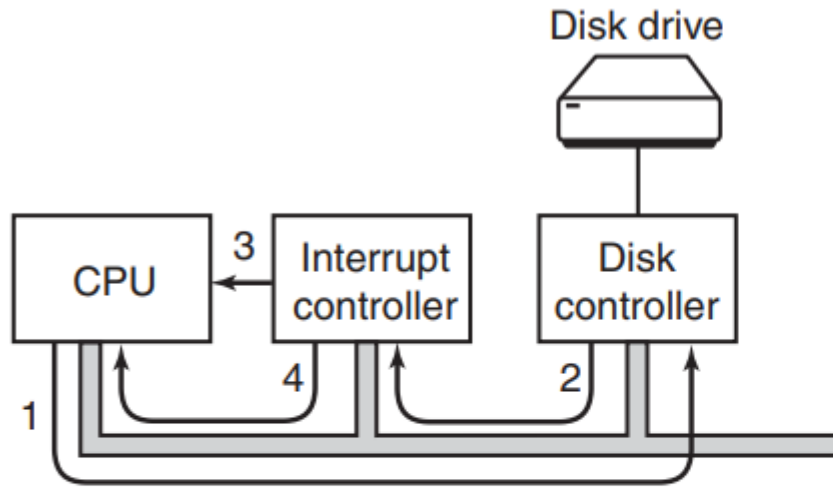 Disk drive
CPU
3
Interrupt
controller
Disk
controller
1
4
2